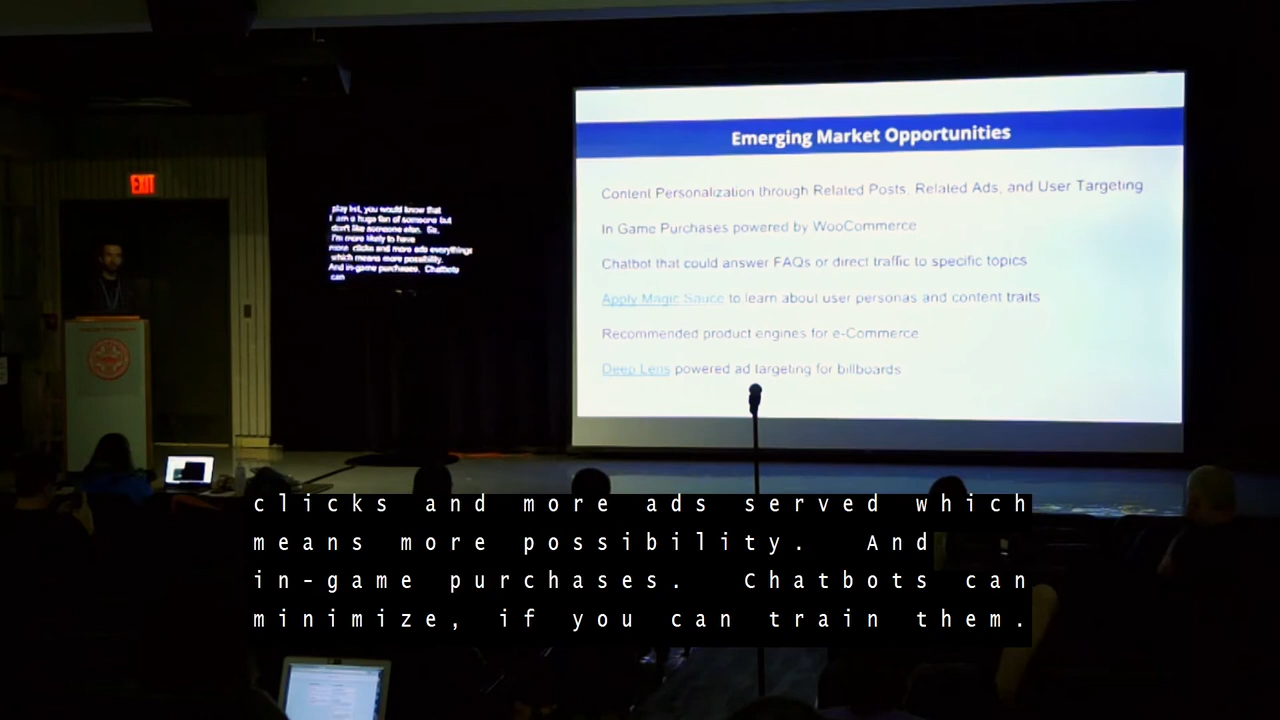 EXIT
play list, you would know that
I am a huge fan of someone but
don't like someone else. So,
I'm more likely to have
more clicks and more ads everythings
which means more possibility.
And in-game purchases. Chatbots
can
Emerging Market Opportunities
Content Personalization through Related Posts, Related Ads, and User Targeting
In Game Purchases powered by WooCommerce
Chatbot that could answer FAQs or direct traffic to specific topics
Apply Magic Sauce to learn about user personas and content traits
Recommended product engines for e-Commerce
Deep Lens powered ad targeting for billboards
clicks and more ads served which
means more possibility. And
in-game purchases. Chatbots can
minimize, if you can train them.